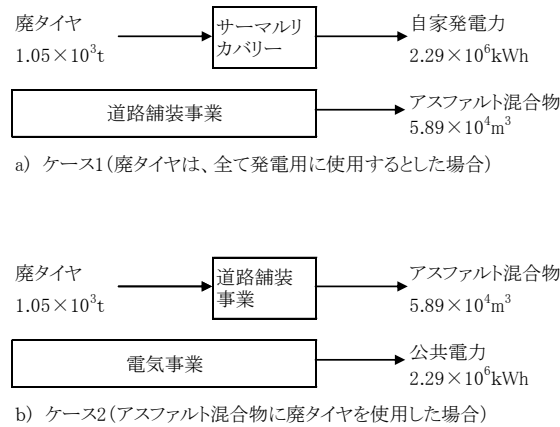 廃タイヤ
1.05×10³t
サーマルリ
カバリー
自家発電力
2.29×10⁶kWh
道路舗装事業
アスファルト混合物
5.89×10⁴m³
a) ケース1(廃タイヤは、全て発電用に使用するとした場合)
廃タイヤ
1.05×10³t
道路舗装
事業
アスファルト混合物
5.89×10⁴m³
電気事業
公共電力
2.29×10⁶kWh
b) ケース2(アスファルト混合物に廃タイヤを使用した場合)